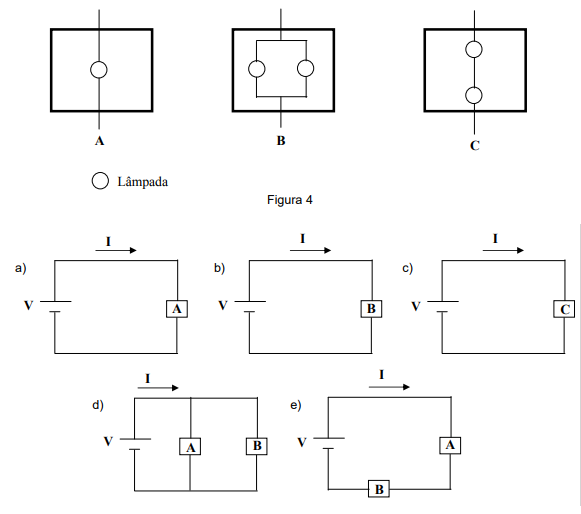 A B C
Lâmpada
Figura 4
I I I
a) b) c)
V A V B V C
I I
d) e)
V A B V A
B